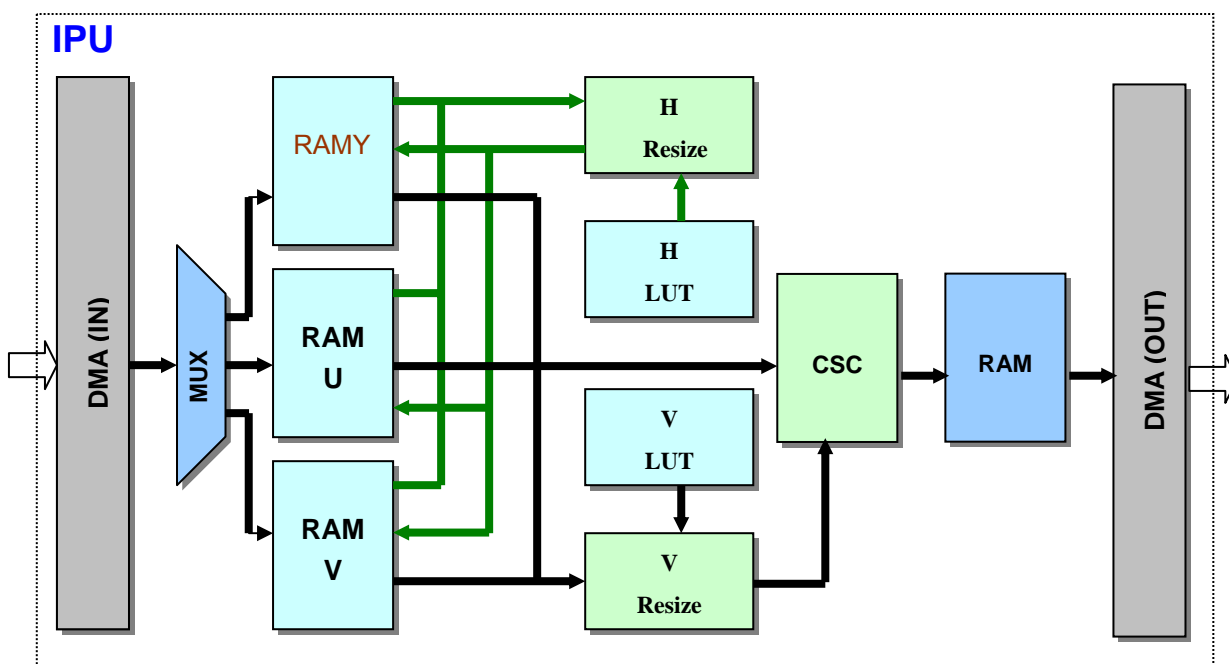 IPU
DMA (IN)
MUX
RAMY
RAM
U
RAM
V
H
Resize
H
LUT
V
LUT
V
Resize
CSC
RAM
DMA (OUT)